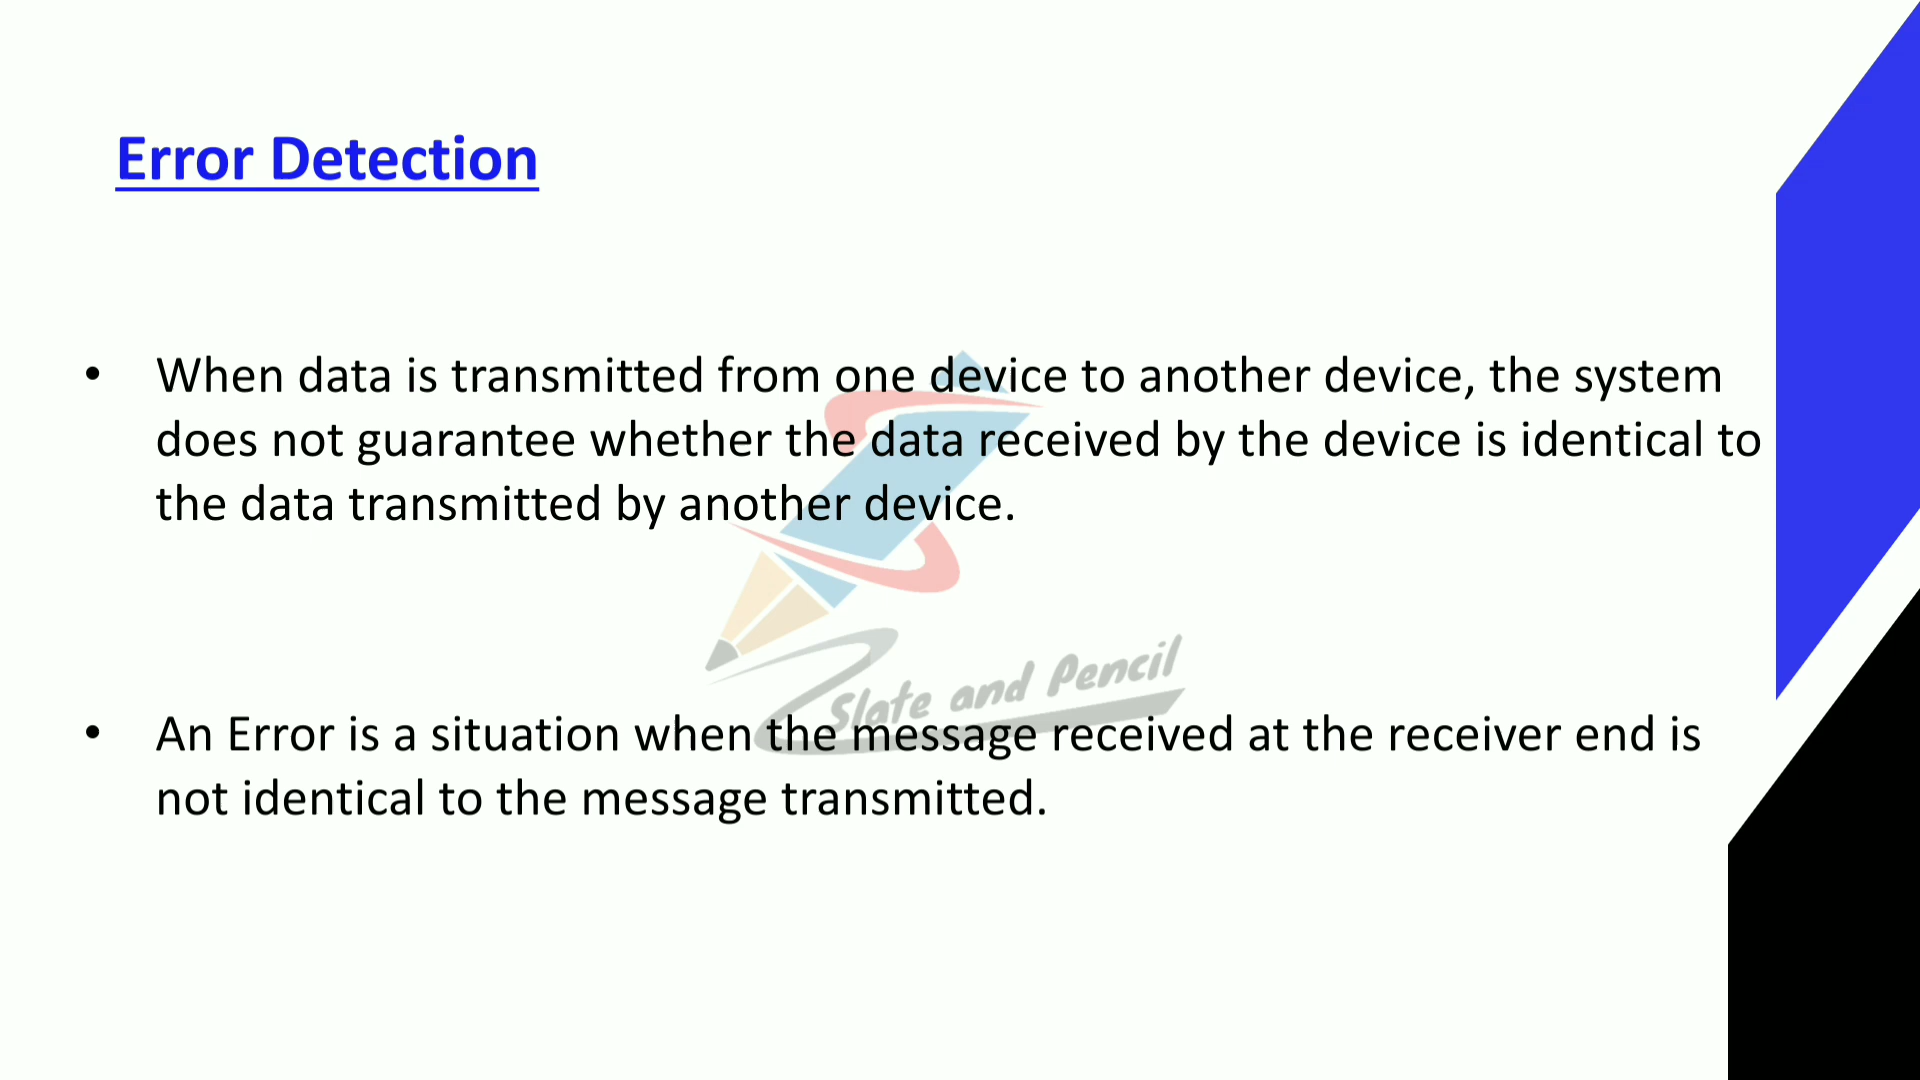 Error Detection
• When data is transmitted from one device to another device, the system
does not guarantee whether the data received by the device is identical to
the data transmitted by another device.
Slate and Pencil
• An Error is a situation when the message received at the receiver end is
not identical to the message transmitted.